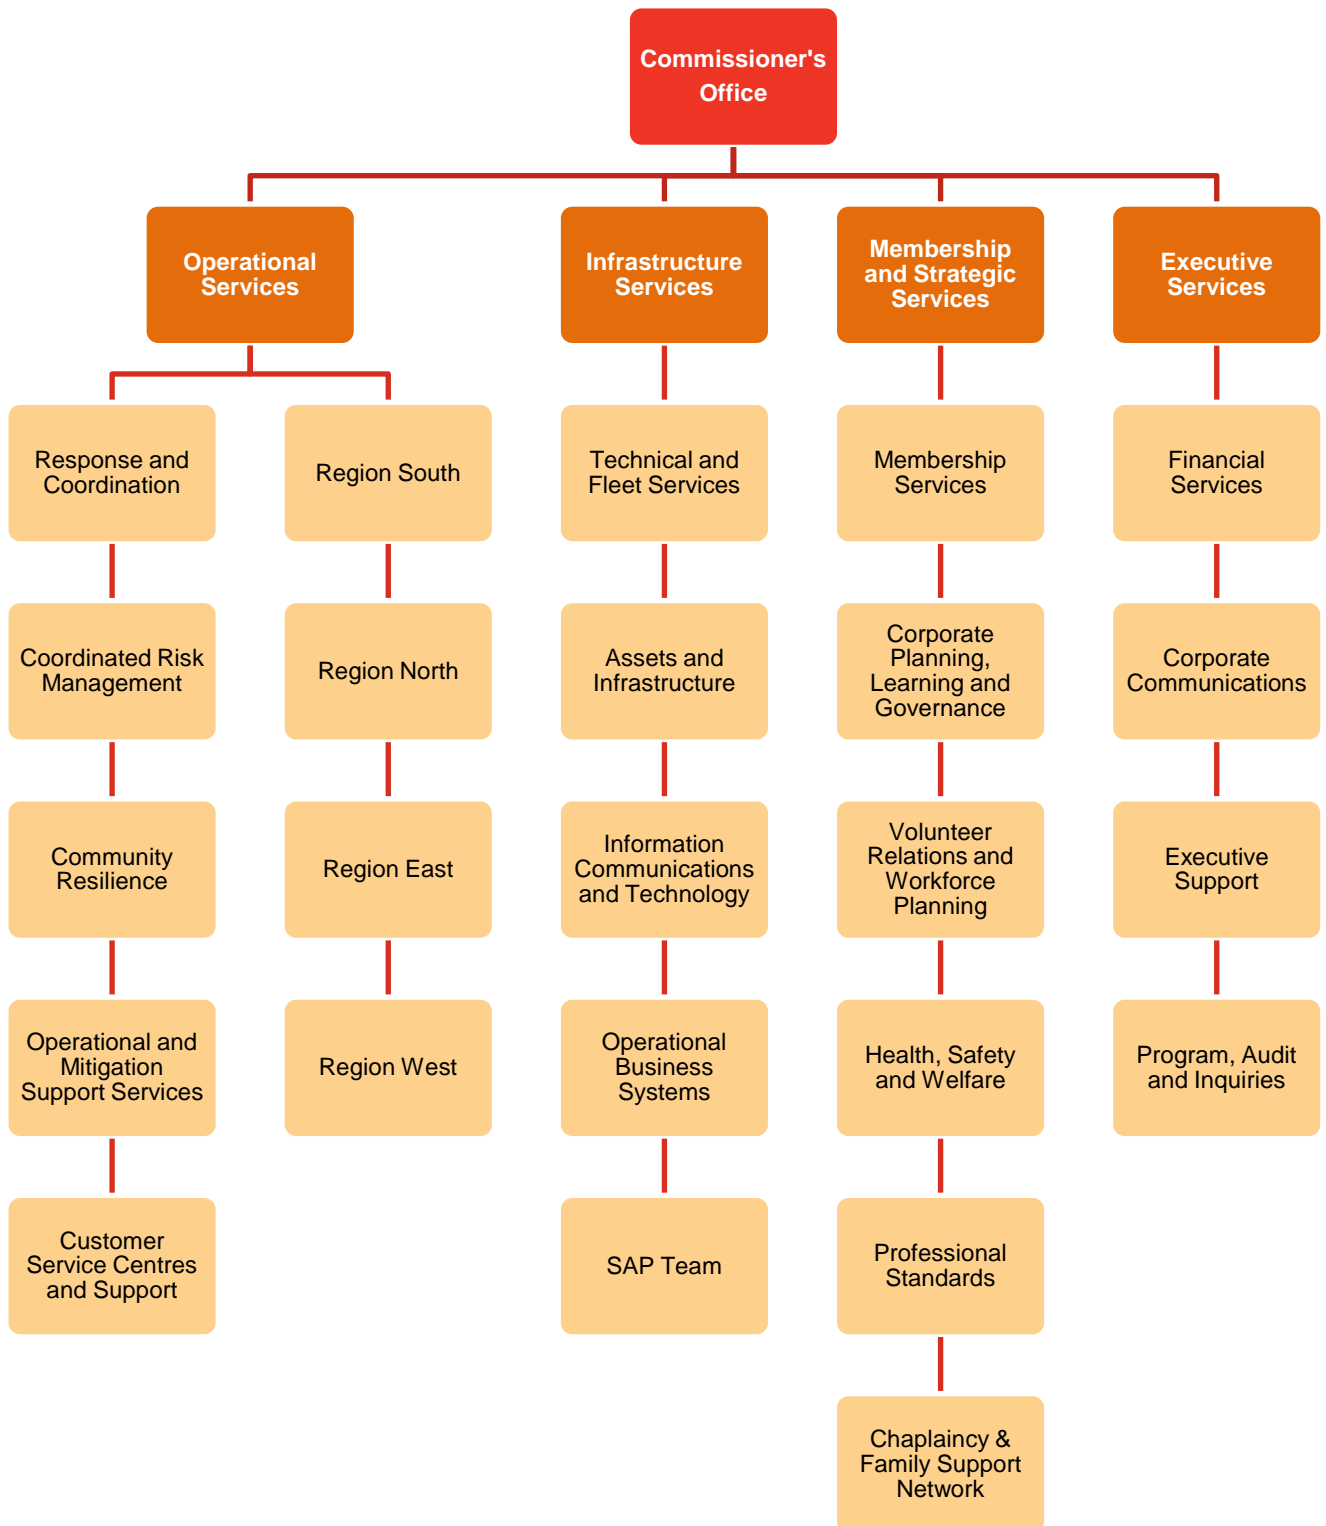 Commissioner's
Office
Operational
Services
Infrastructure
Services
Membership
and Strategic
Services
Executive
Services
Response and
Coordination
Region South
Technical and
Fleet Services
Membership
Services
Financial
Services
Coordinated Risk
Management
Region North
Assets and
Infrastructure
Corporate
Planning,
Learning and
Governance
Corporate
Communications
Community
Resilience
Region East
Information
Communications
and Technology
Volunteer
Relations and
Workforce
Planning
Executive
Support
Operational and
Mitigation
Support Services
Region West
Operational
Business
Systems
Health, Safety
and Welfare
Program, Audit
and Inquiries
Customer
Service Centres
and Support
SAP Team
Professional
Standards
Chaplaincy &
Family Support
Network